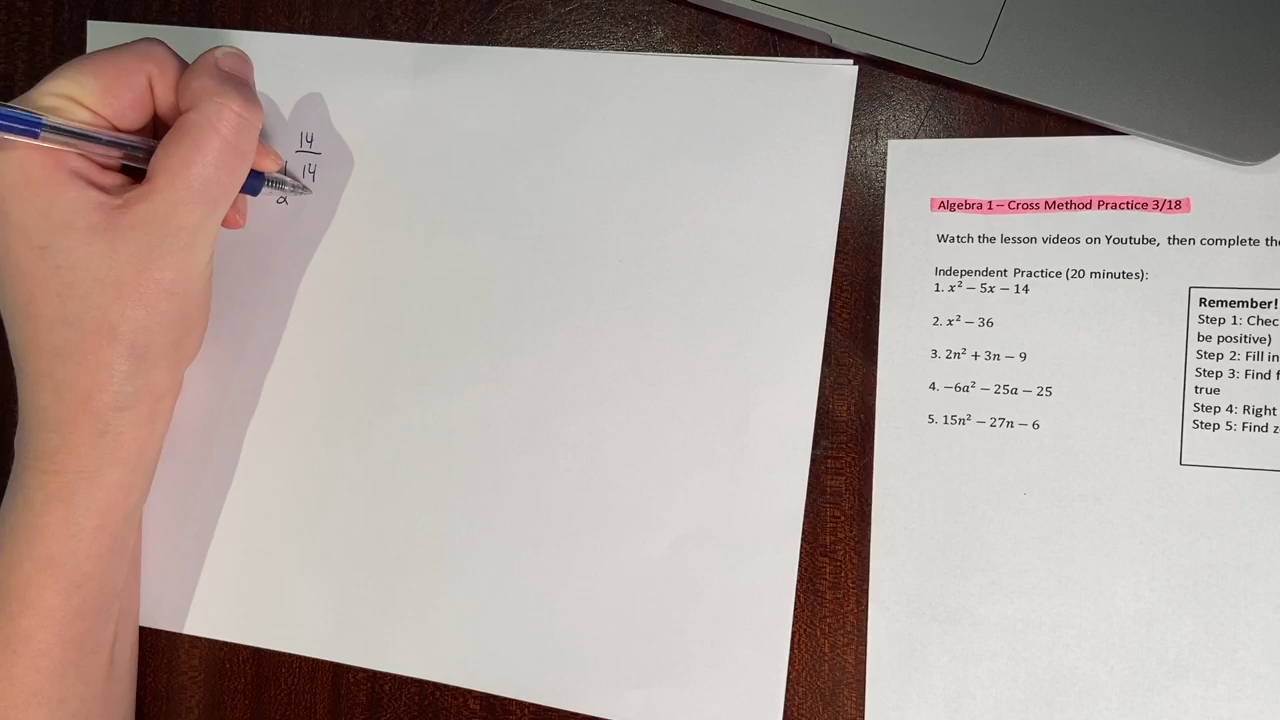 14
1 14
2
Algebra 1 – Cross Method Practice 3/18
Watch the lesson videos on Youtube, then complete the
Independent Practice (20 minutes):
1. x² – 5x – 14
2. x² – 36
3. 2n² + 3n – 9
4. −6a² – 25a – 25
5. 15n² – 27n – 6
Remember!
Step 1: Chec
be positive)
Step 2: Fill in
Step 3: Find f
true
Step 4: Right
Step 5: Find z